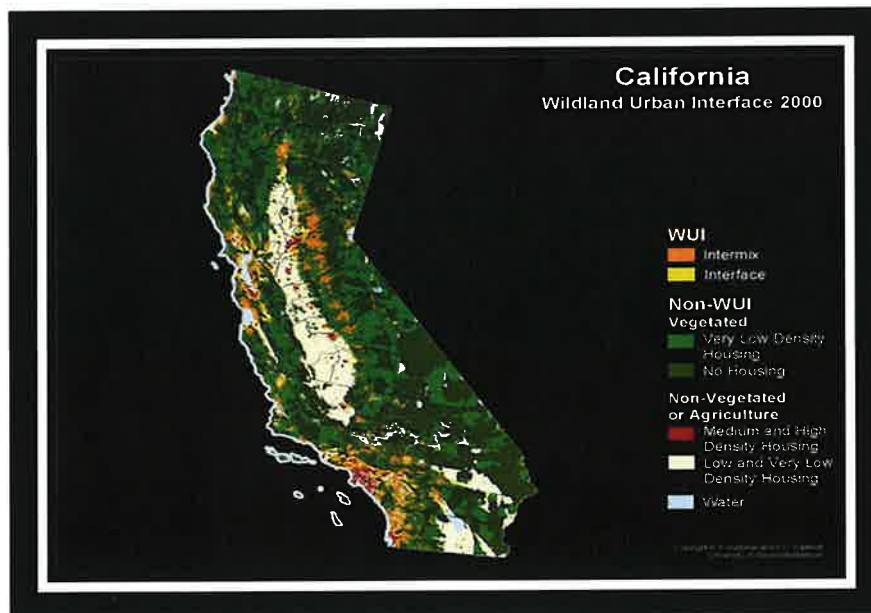 California
Wildland Urban Interface 2000
WUI
Intermix
Interface
Non-WUI
Vegetated
Very Low Density
Housing
No Housing
Non-Vegetated
or Agriculture
Medium and High
Density Housing
Low and Very Low
Density Housing
Water